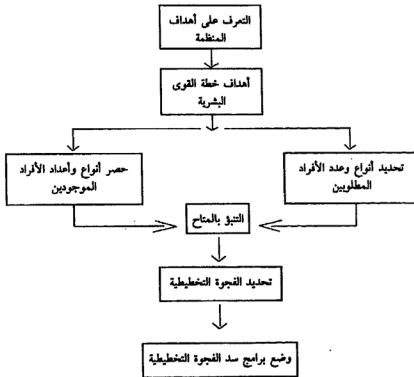 التعرف على أهداف
المنظمة
أهداف خطة القوى
البشرية
تحديد أنواع وعدد الأفراد
المطلوبين
حصر أنواع وأعداد الأفراد
الموجودين
التنبؤ بالمتاح
تحديد الفجوة التخطيطية
وضع برامج سد الفجوة التخطيطية